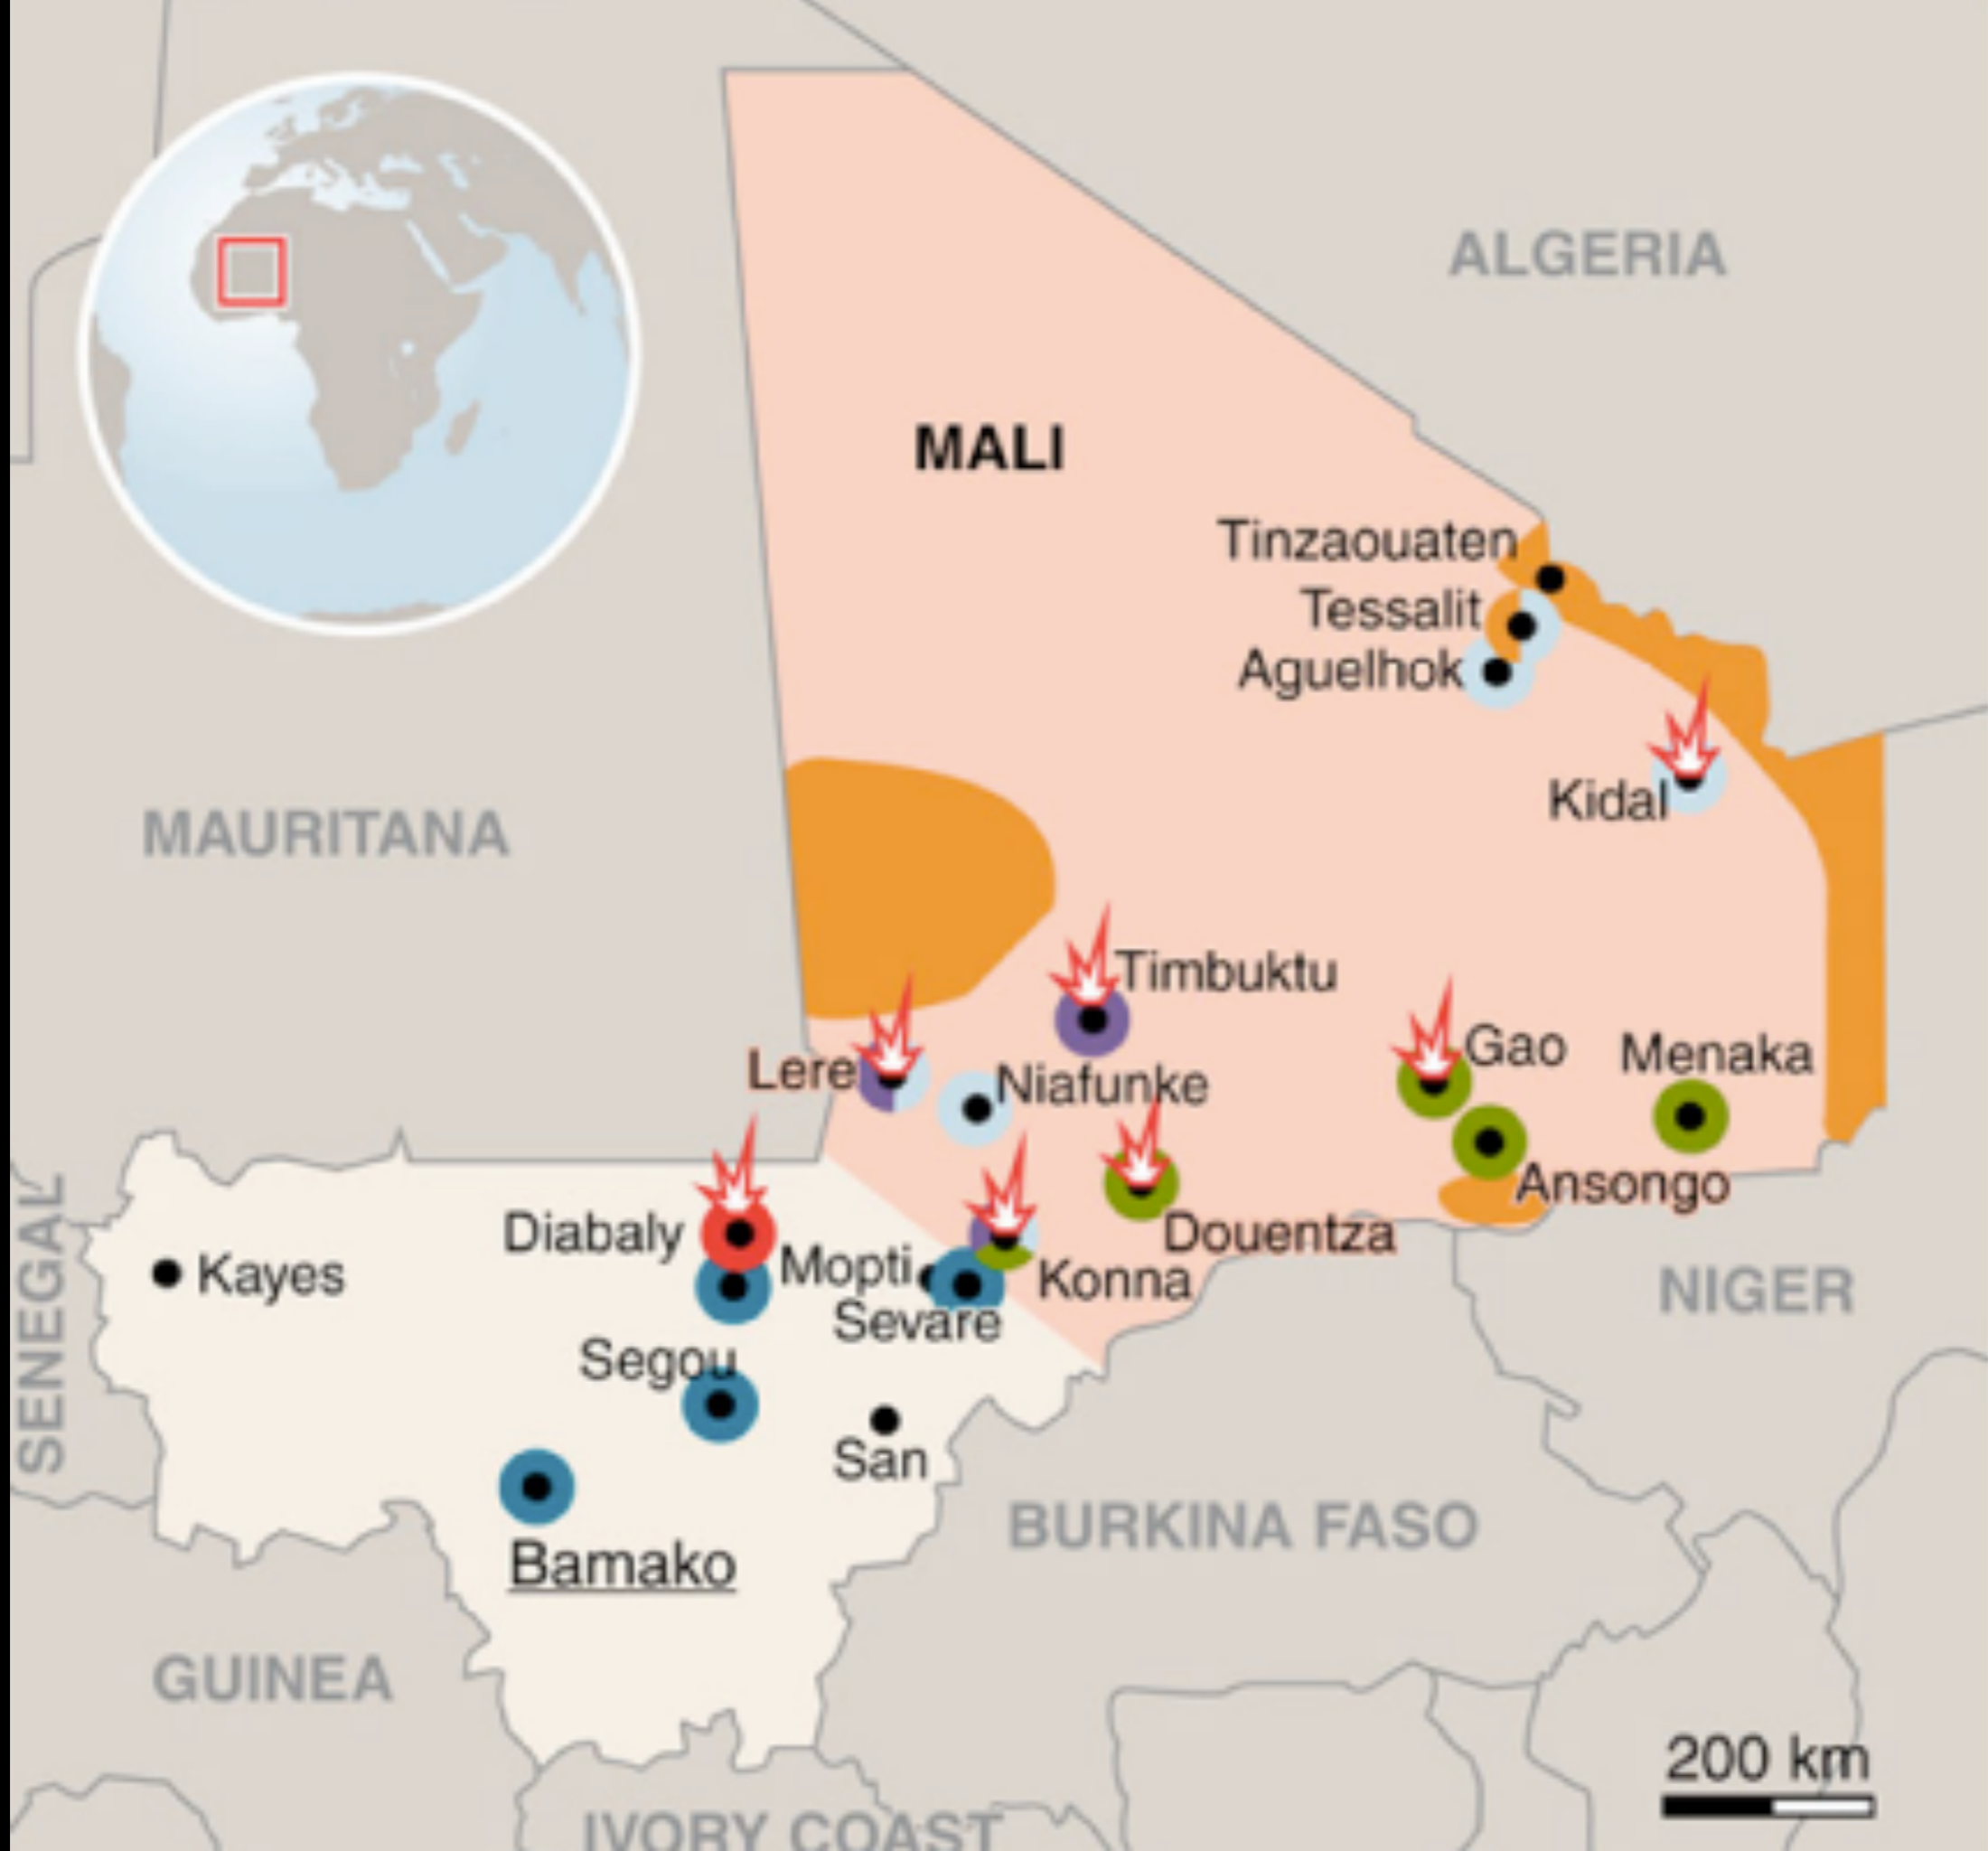 ALGERIA
MALI
Tinzaouaten
Tessalit
Aguelhok
Kidal
MAURITANA
Timbuktu
Gao
Menaka
Lere
Niafunke
Ansongo
Douentza
Diabaly
Mopti
Konna
Kayes
Sevare
SENEGAL
NIGER
Segou
San
BURKINA FASO
Bamako
GUINEA
200 km
IVORY COAST